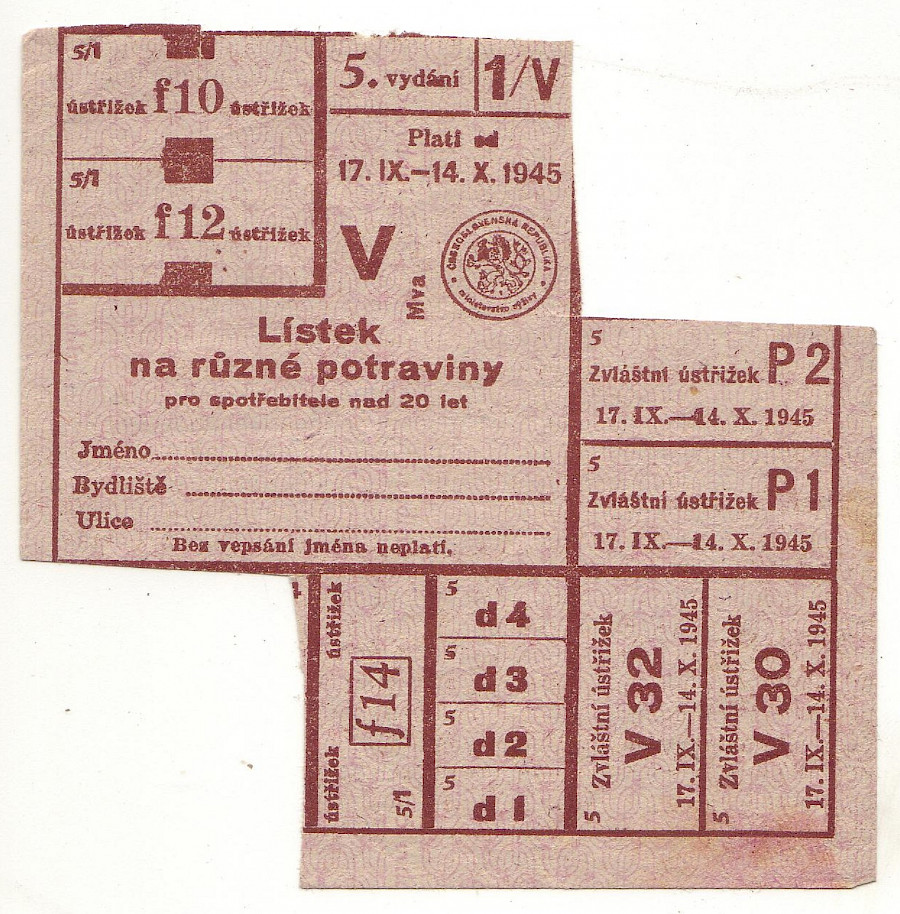 5/1
ústřižek f10 ústřižek
5/1
ústřižek f12 ústřižek
5. vydání 1/V
Platí od
17. IX.—14. X. 1945
V
Mva
ČESKOSLOVENSKÁ REPUBLIKA
ministerstvo výživy
Lístek
na různé potraviny
pro spotřebitele nad 20 let
Jméno
Bydliště
Ulice
Bez vepsání jména neplatí.
5
Zvláštní ústřižek P 2
17. IX.—14. X. 1945
5
Zvláštní ústřižek P 1
17. IX.—14. X. 1945
ústřižek
f14
ústřižek
5/1
5
d 4
5
d 3
5
d 2
5
d 1
5 Zvláštní ústřižek
V 32
17. IX.—14. X. 1945
5 Zvláštní ústřižek
V 30
17. IX.—14. X. 1945